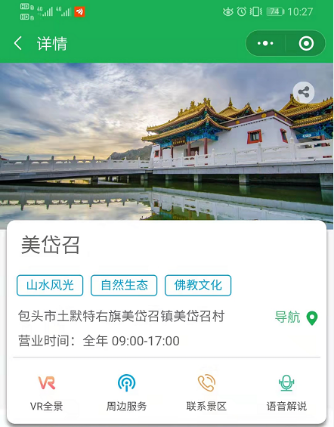 74 10:27
详情
美岱召
山水风光 自然生态 佛教文化
包头市土默特右旗美岱召镇美岱召村 导航
营业时间：全年 09:00-17:00
VR
VR全景 周边服务 联系景区 语音解说